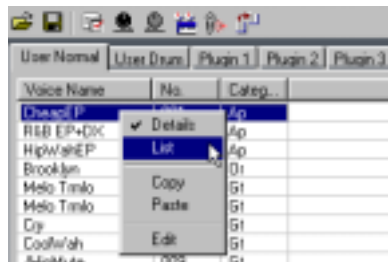 User Normal User Drum Plugin 1 Plugin 2 Plugin 3
Voice Name No. Categ...
CheapEP Ap
✔ Details
R&B EP+DX Ap
List
HipWahEP Ap
Brooklyn Or
Melo Trmlo Copy Gt
Melo Trmlo Paste Gt
Cry Gt
CoolWah Edit Gt
009 Gt